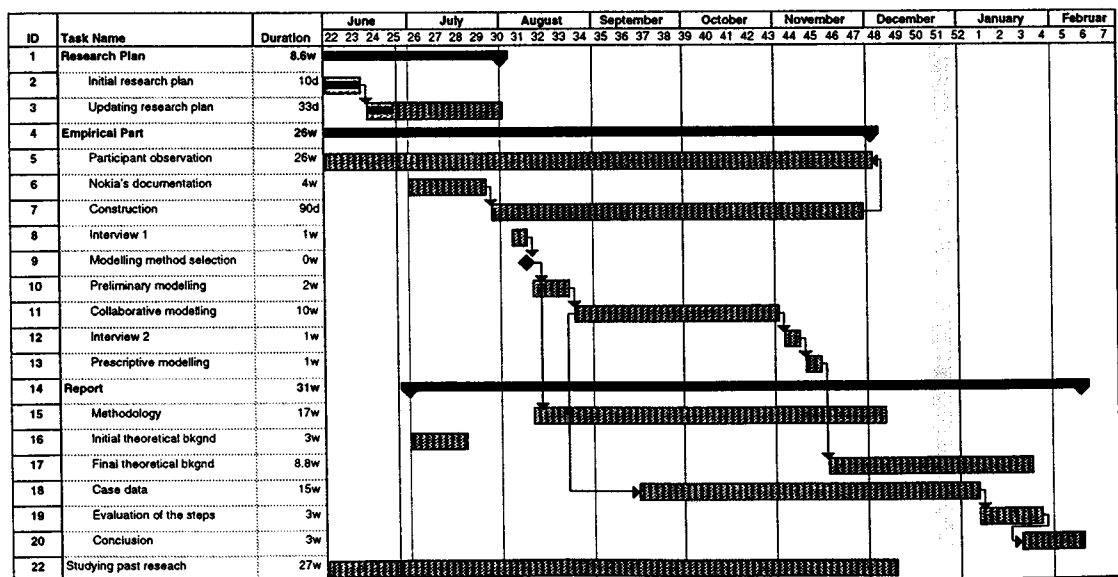 June July August September October November December January Februar
ID Task Name Duration 22 23 24 25 26 27 28 29 30 31 32 33 34 35 36 37 38 39 40 41 42 43 44 45 46 47 48 49 50 51 52 1 2 3 4 5 6 7
1 Research Plan 8.6w
2 Initial research plan 10d
3 Updating research plan 33d
4 Empirical Part 26w
5 Participant observation 26w
6 Nokia's documentation 4w
7 Construction 90d
8 Interview 1 1w
9 Modelling method selection 0w
10 Preliminary modelling 2w
11 Collaborative modelling 10w
12 Interview 2 1w
13 Prescriptive modelling 1w
14 Report 31w
15 Methodology 17w
16 Initial theoretical bkgnd 3w
17 Final theoretical bkgnd 8.8w
18 Case data 15w
19 Evaluation of the steps 3w
20 Conclusion 3w
22 Studying past reseach 27w